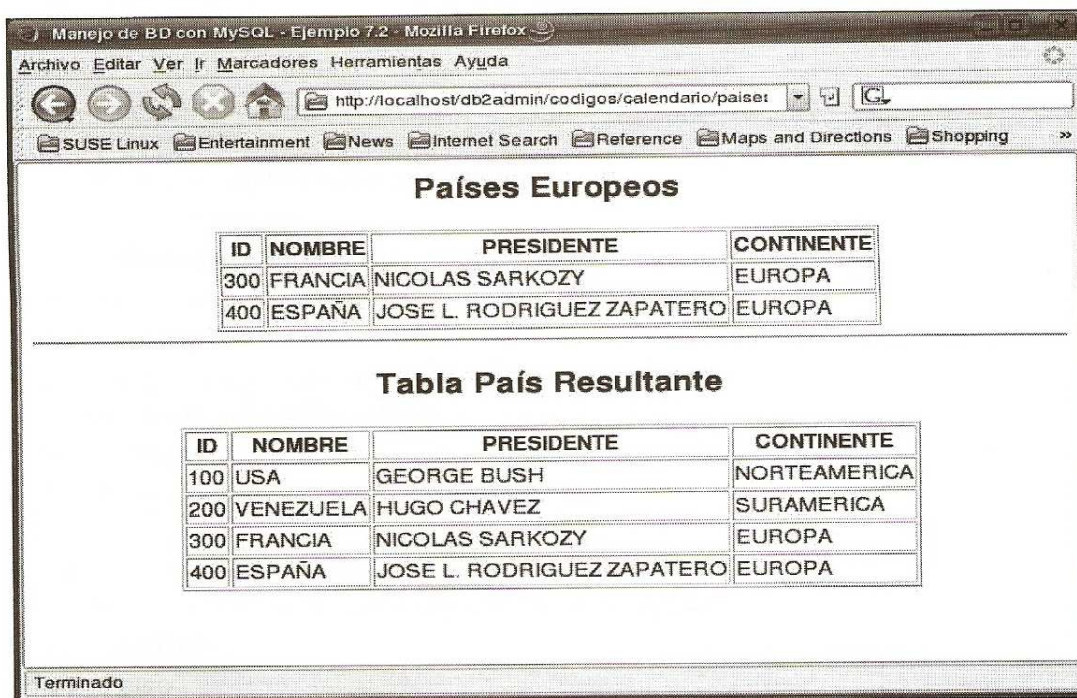 Manejo de BD con MySQL - Ejemplo 7.2 - Mozilla Firefox
Archivo Editar Ver Ir Marcadores Herramientas Ayuda
http://localhost/db2admin/codigos/calendario/paises
SUSE Linux Entertainment News Internet Search Reference Maps and Directions Shopping »
Países Europeos
ID NOMBRE PRESIDENTE CONTINENTE
300 FRANCIA NICOLAS SARKOZY EUROPA
400 ESPAÑA JOSE L. RODRIGUEZ ZAPATERO EUROPA
Tabla País Resultante
ID NOMBRE PRESIDENTE CONTINENTE
100 USA GEORGE BUSH NORTEAMERICA
200 VENEZUELA HUGO CHAVEZ SURAMERICA
300 FRANCIA NICOLAS SARKOZY EUROPA
400 ESPAÑA JOSE L. RODRIGUEZ ZAPATERO EUROPA
Terminado